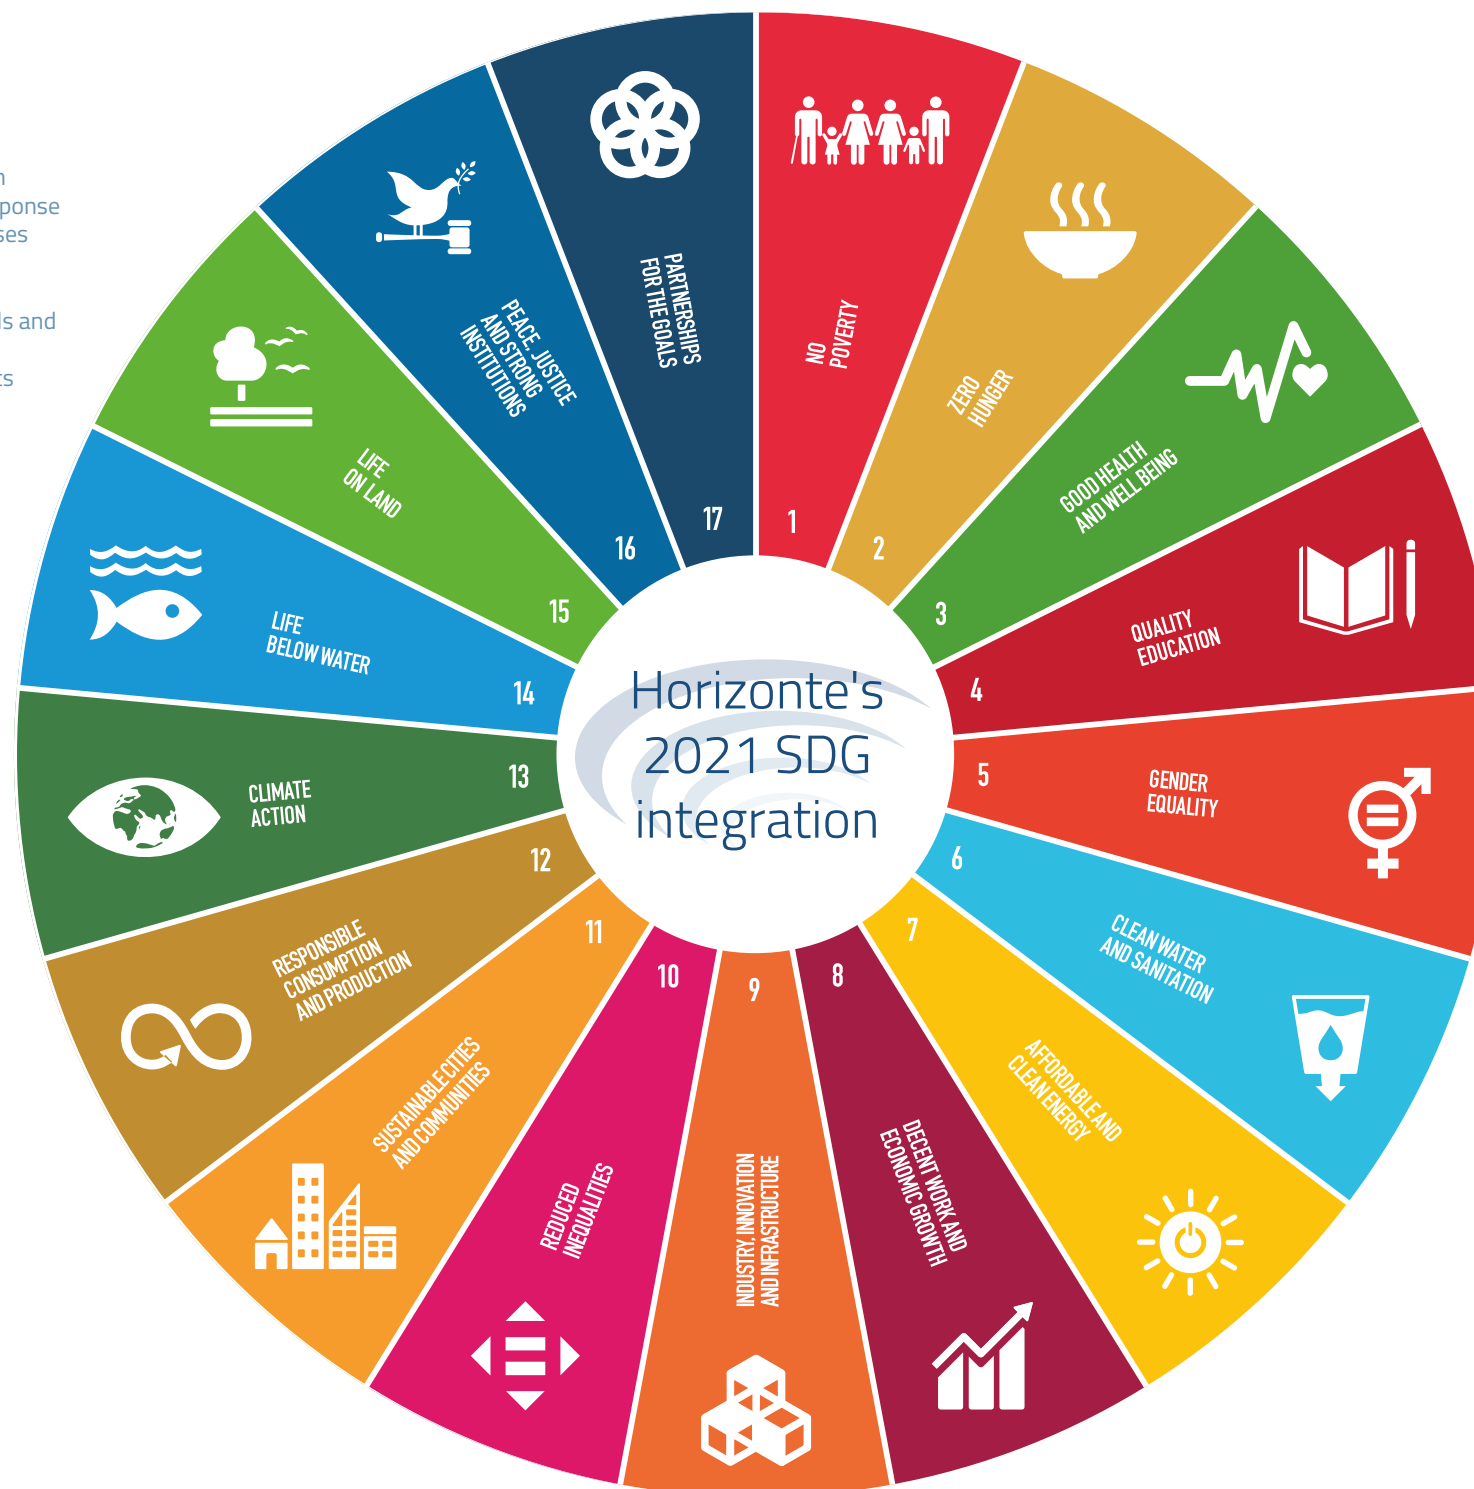 ponse
ls and
Horizonte's
2021 SDG
integration
1
NO
POVERTY
2
ZERO
HUNGER
3
GOOD HEALTH
AND WELL BEING
4
QUALITY
EDUCATION
5
GENDER
EQUALITY
6
CLEAN WATER
AND SANITATION
7
AFFORDABLE AND
CLEAN ENERGY
8
DECENT WORK AND
ECONOMIC GROWTH
9
INDUSTRY, INNOVATION
AND INFRASTRUCTURE
10
REDUCED
INEQUALITIES
11
SUSTAINABLE CITIES
AND COMMUNITIES
12
RESPONSIBLE
CONSUMPTION
AND PRODUCTION
13
CLIMATE
ACTION
14
LIFE
BELOW WATER
15
LIFE
ON LAND
16
PEACE, JUSTICE
AND STRONG
INSTITUTIONS
17
PARTNERSHIPS
FOR THE GOALS